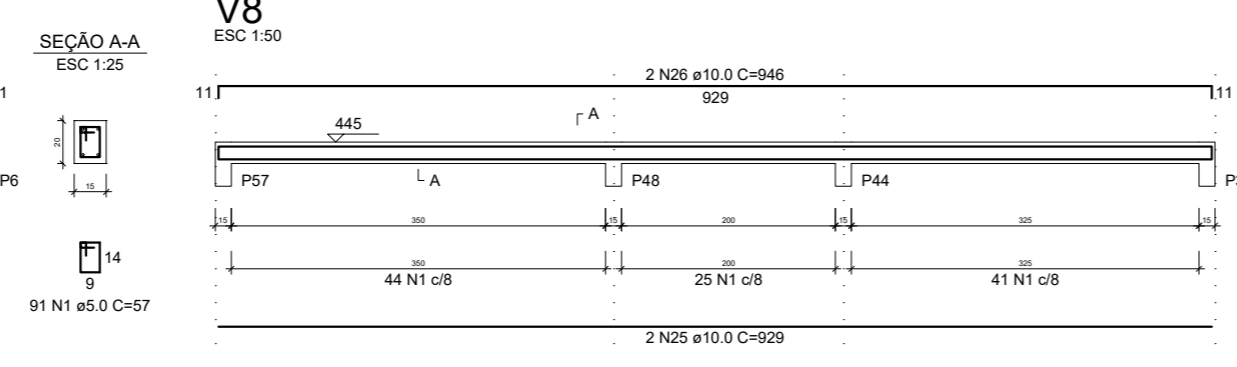 V8
ESC 1:50
SEÇÃO A-A
ESC 1:25
2 N26 ø10.0 C=946
1
11
929
11
A
445
20
P6
P57
A
P48
P44
15
15
350
15
200
15
325
15
350
200
325
14
44 N1 c/8
25 N1 c/8
41 N1 c/8
9
91 N1 ø5.0 C=57
2 N25 ø10.0 C=929